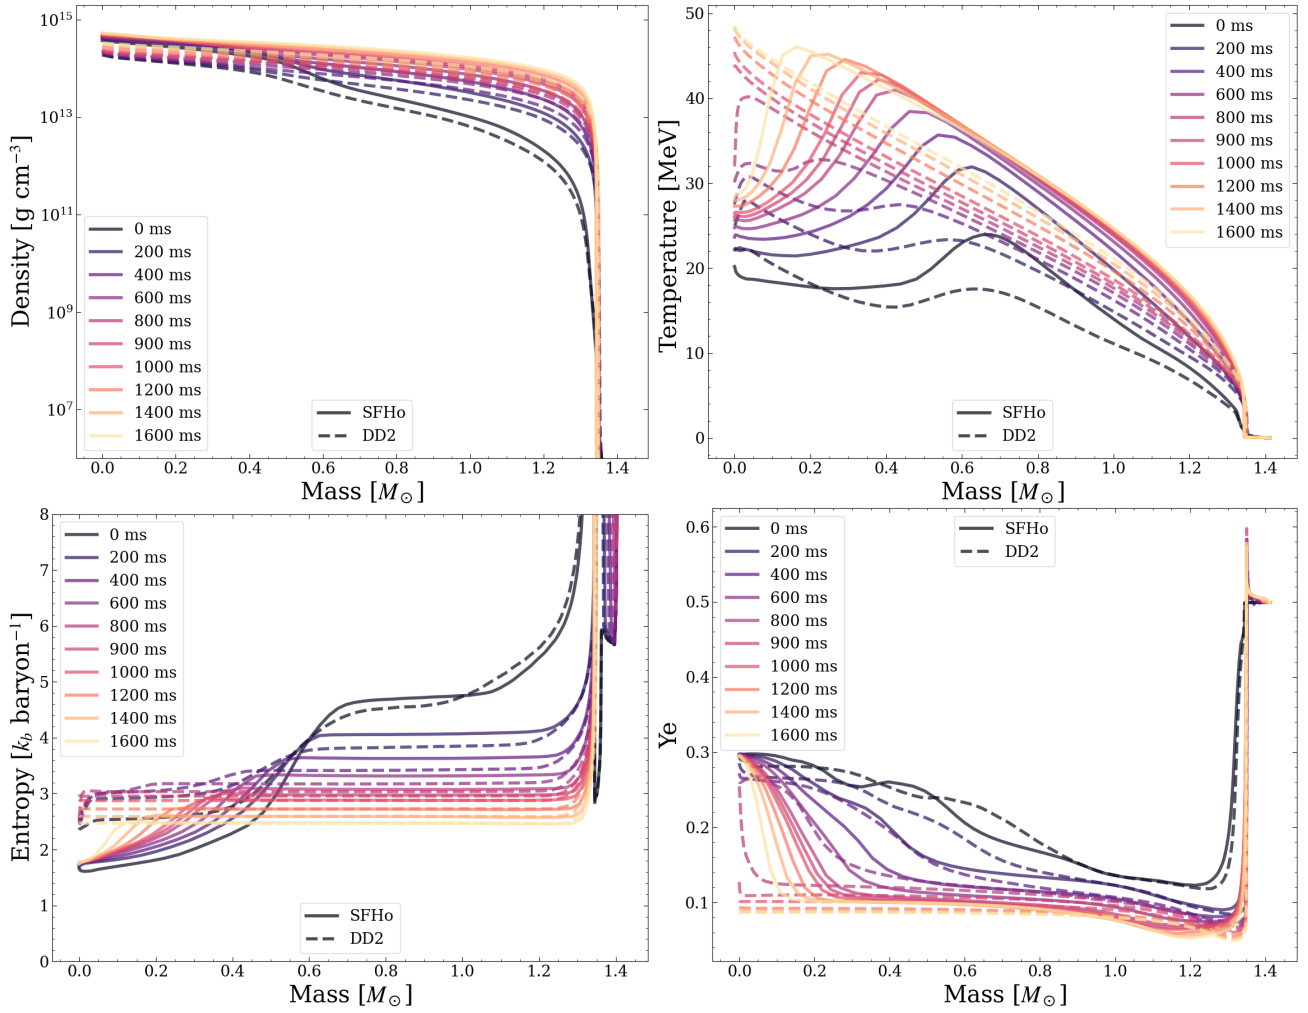 Density [g cm⁻³]
10¹⁵
10¹³
10¹¹
10⁹
10⁷
0 ms
200 ms
400 ms
600 ms
800 ms
900 ms
1000 ms
1200 ms
1400 ms
1600 ms
SFHo
DD2
0.0 0.2 0.4 0.6 0.8 1.0 1.2 1.4
Mass [M⊙]
Temperature [MeV]
50
40
30
20
10
0
0 ms
200 ms
400 ms
600 ms
800 ms
900 ms
1000 ms
1200 ms
1400 ms
1600 ms
SFHo
DD2
0.0 0.2 0.4 0.6 0.8 1.0 1.2 1.4
Mass [M⊙]
Entropy [k_b baryon⁻¹]
8
7
6
5
4
3
2
1
0
0 ms
200 ms
400 ms
600 ms
800 ms
900 ms
1000 ms
1200 ms
1400 ms
1600 ms
SFHo
DD2
0.0 0.2 0.4 0.6 0.8 1.0 1.2 1.4
Mass [M⊙]
Ye
0.6
0.5
0.4
0.3
0.2
0.1
0 ms
200 ms
400 ms
600 ms
800 ms
900 ms
1000 ms
1200 ms
1400 ms
1600 ms
SFHo
DD2
0.0 0.2 0.4 0.6 0.8 1.0 1.2 1.4
Mass [M⊙]